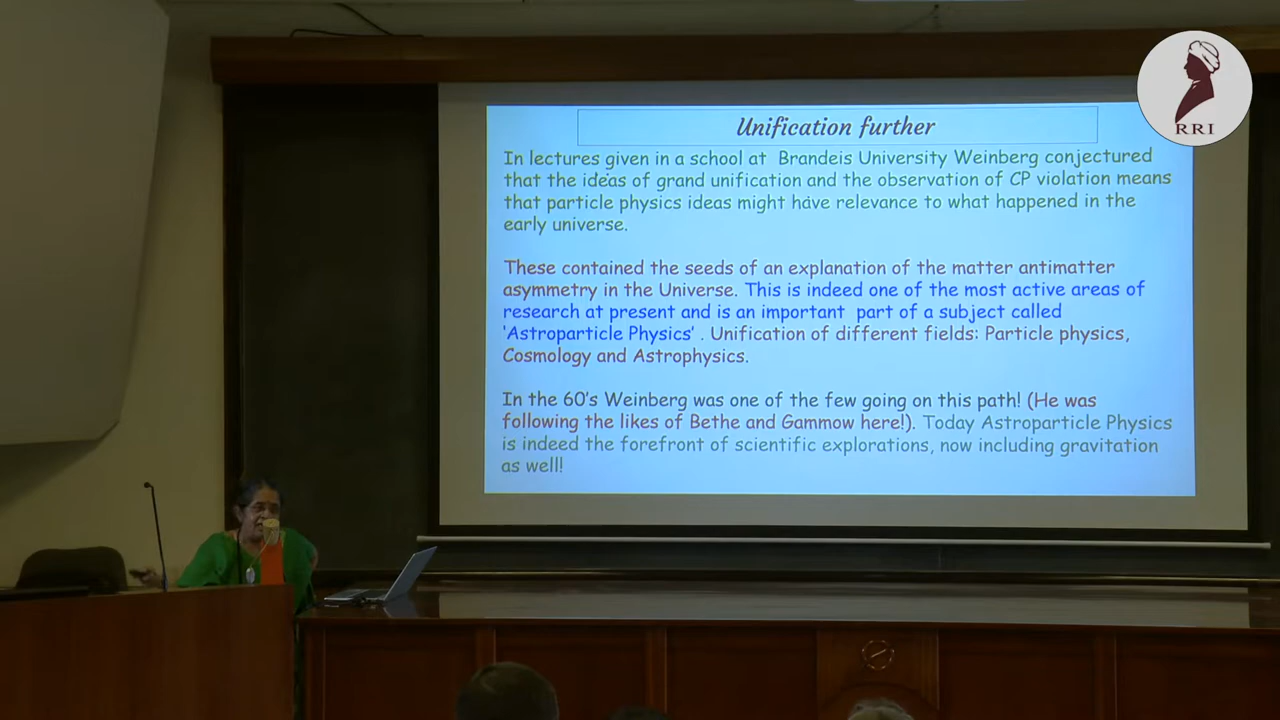 RRI
Unification further
In lectures given in a school at Brandeis University Weinberg conjectured
that the ideas of grand unification and the observation of CP violation means
that particle physics ideas might have relevance to what happened in the
early universe.
These contained the seeds of an explanation of the matter antimatter
asymmetry in the Universe. This is indeed one of the most active areas of
research at present and is an important part of a subject called
'Astroparticle Physics' . Unification of different fields: Particle physics,
Cosmology and Astrophysics.
In the 60's Weinberg was one of the few going on this path! (He was
following the likes of Bethe and Gammow here!). Today Astroparticle Physics
is indeed the forefront of scientific explorations, now including gravitation
as well!